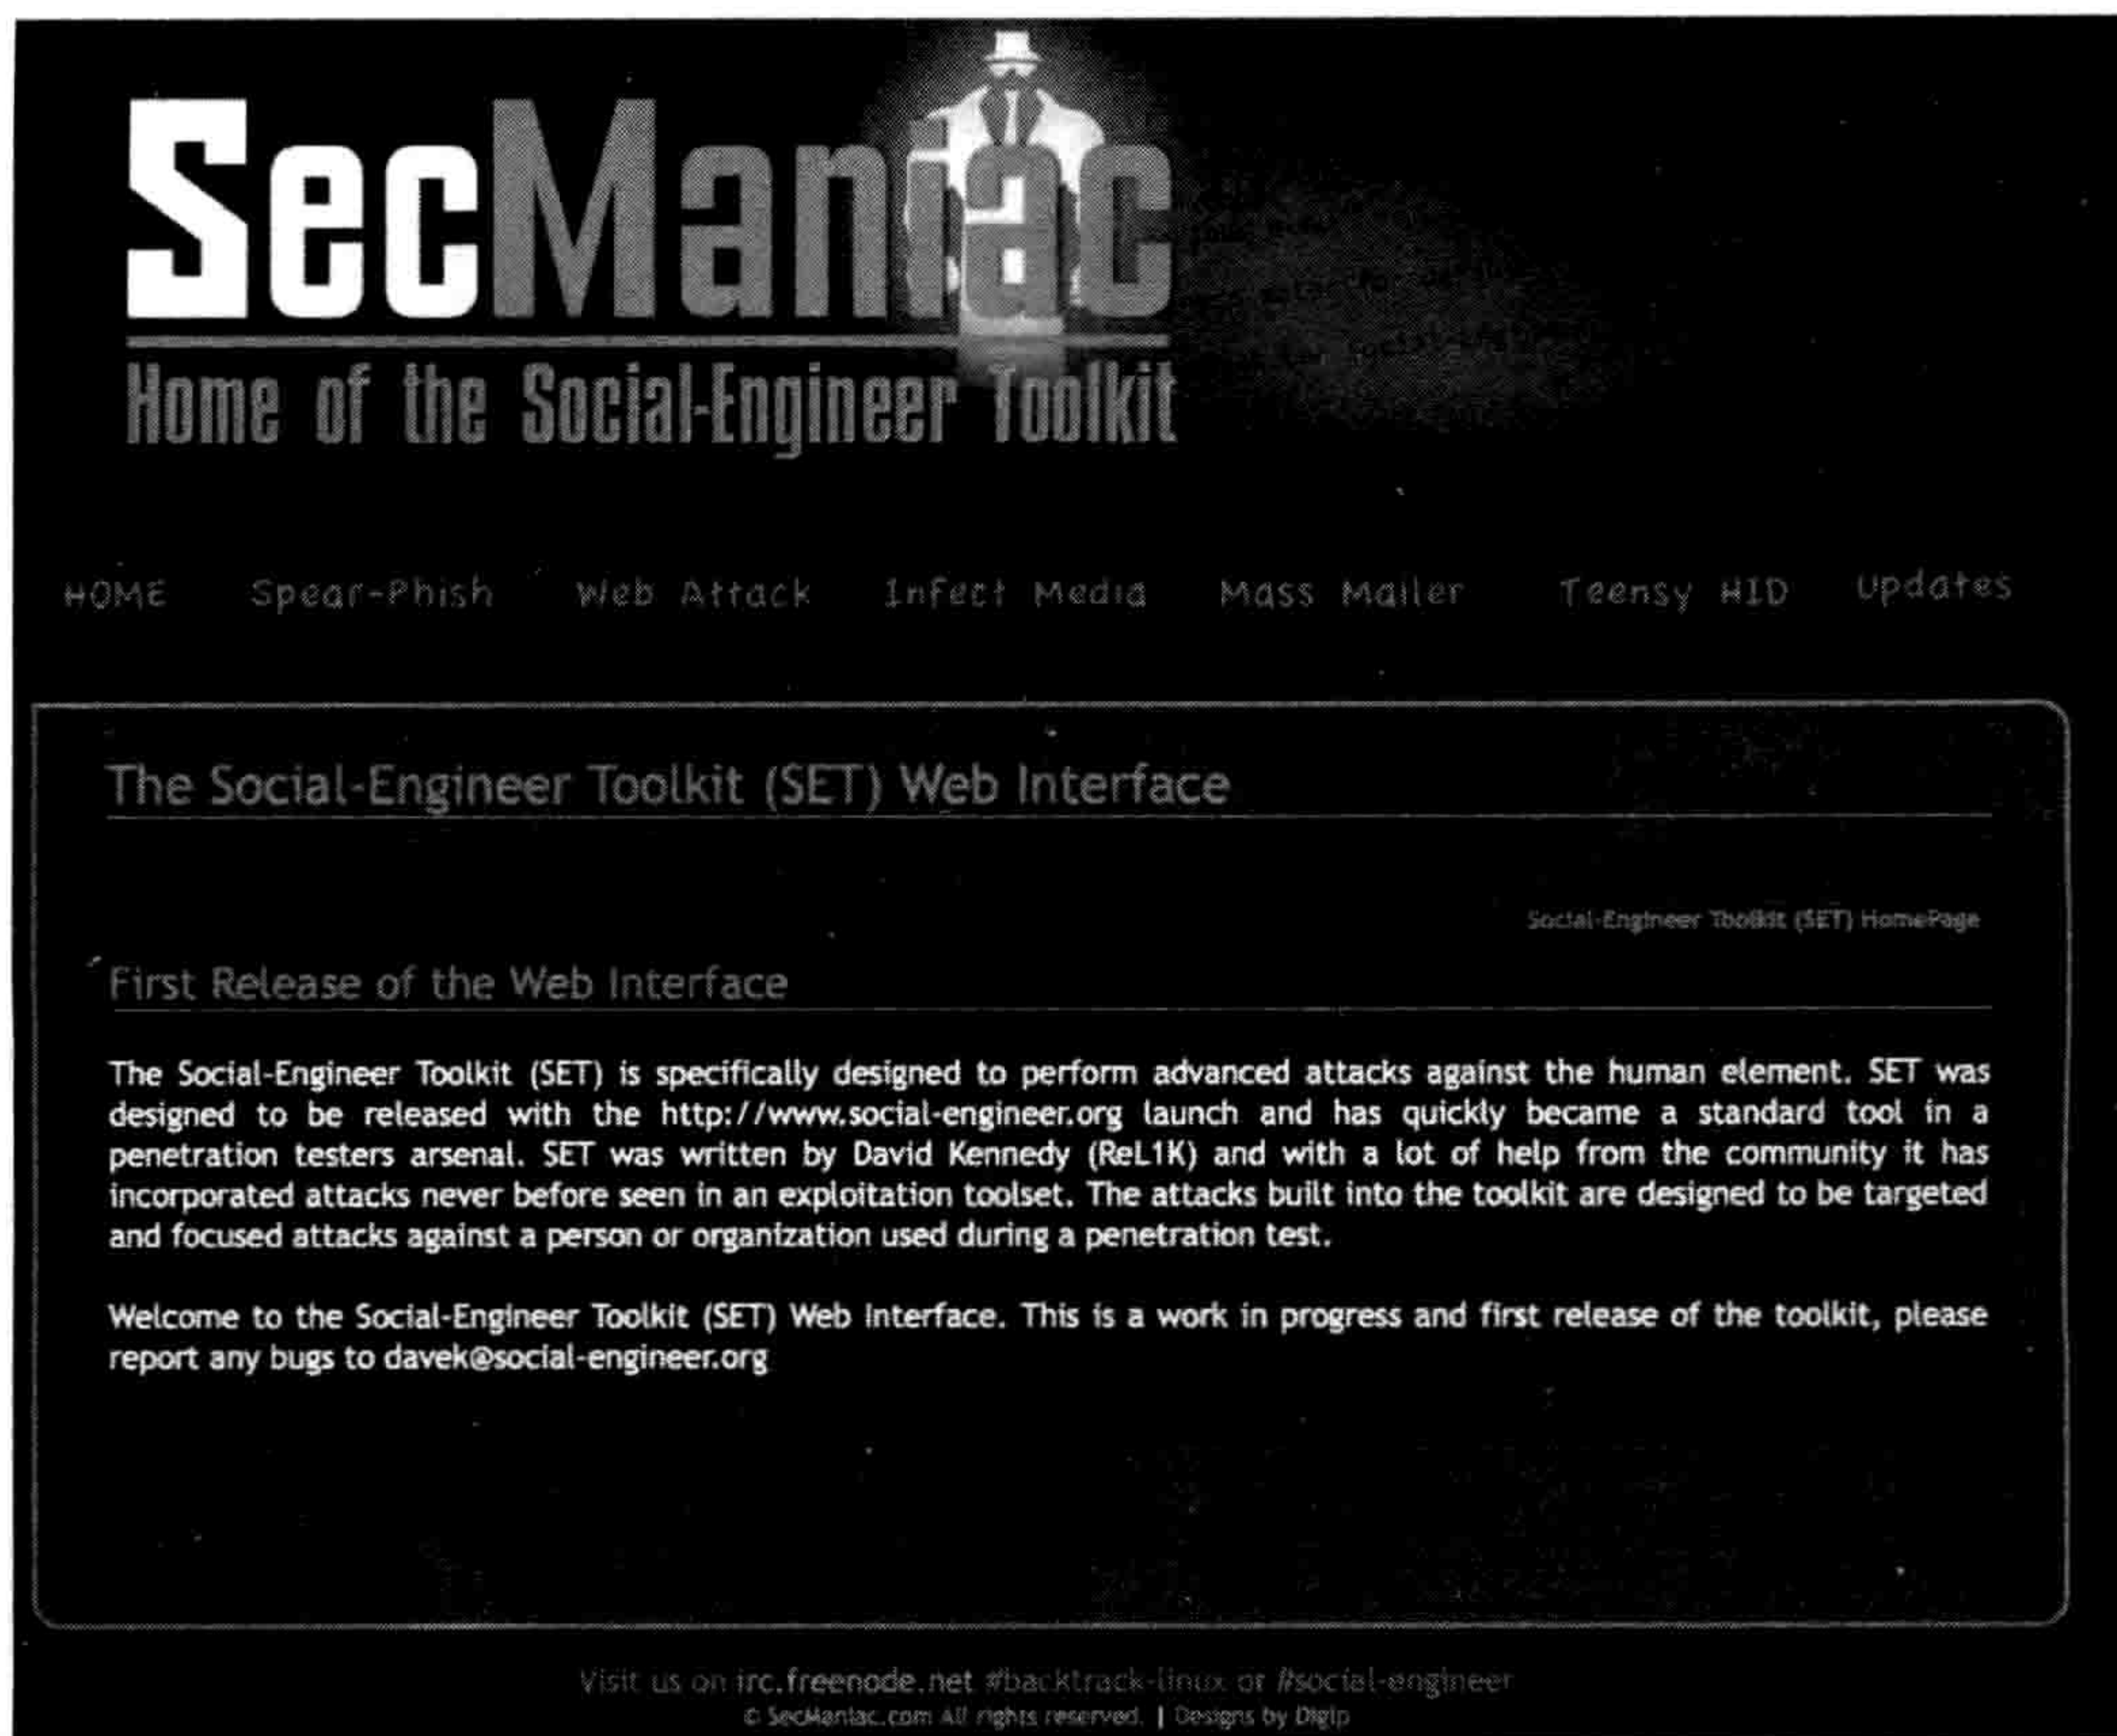 SecManiac
Home of the Social-Engineer Toolkit
HOME Spear-Phish Web Attack Infect Media Mass Mailer Teensy HID Updates
The Social-Engineer Toolkit (SET) Web Interface
Social-Engineer Toolkit (SET) HomePage
First Release of the Web Interface
The Social-Engineer Toolkit (SET) is specifically designed to perform advanced attacks against the human element. SET was
designed to be released with the http://www.social-engineer.org launch and has quickly became a standard tool in a
penetration testers arsenal. SET was written by David Kennedy (ReL1K) and with a lot of help from the community it has
incorporated attacks never before seen in an exploitation toolset. The attacks built into the toolkit are designed to be targeted
and focused attacks against a person or organization used during a penetration test.
Welcome to the Social-Engineer Toolkit (SET) Web Interface. This is a work in progress and first release of the toolkit, please
report any bugs to davek@social-engineer.org
Visit us on irc.freenode.net #backtrack-linux or #social-engineer
© SecManiac.com All rights reserved. | Designs by Digip